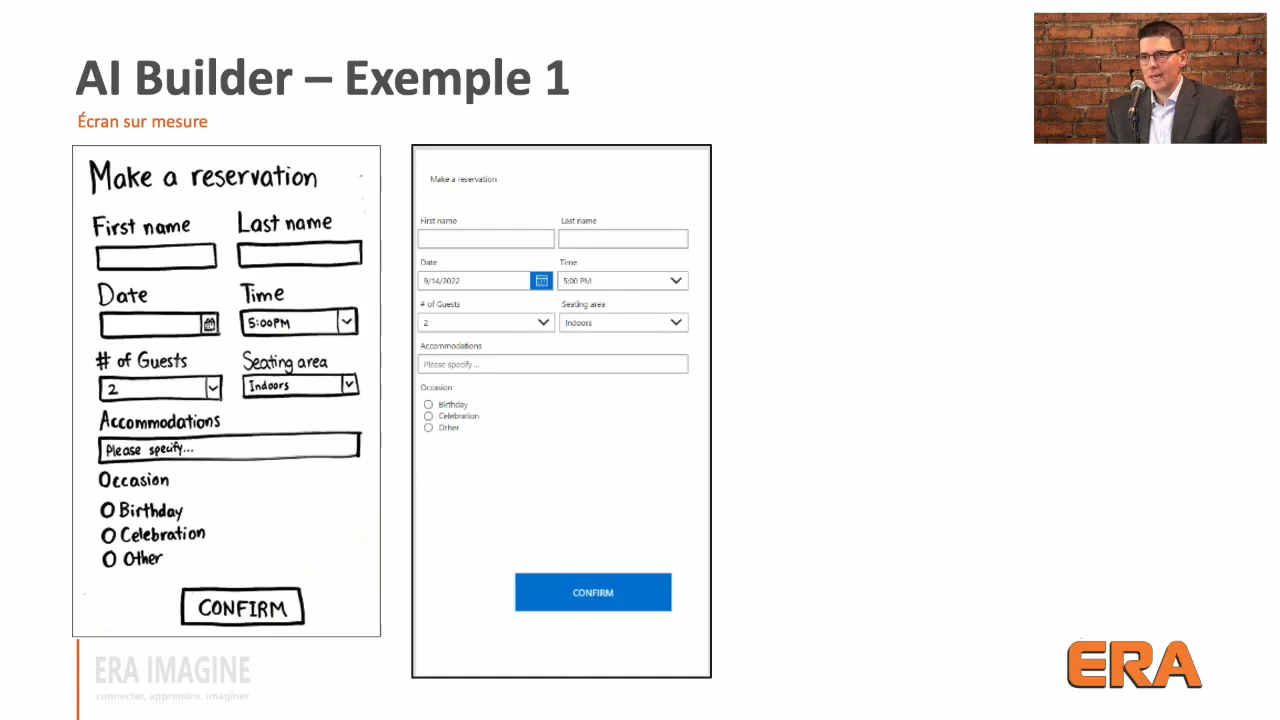 AI Builder – Exemple 1
Écran sur mesure
Make a reservation
First name
Last name
Date
Time
5:00PM
# of Guests
Seating area
2
Indoors
Accommodations
Please specify...
Occasion
Birthday
Celebration
Other
CONFIRM
Make a reservation
First name
Last name
Date
Time
9/14/2022
5:00 PM
# of Guests
Seating area
2
Indoors
Accommodations
Please specify ...
Occasion
Birthday
Celebration
Other
CONFIRM
ERA IMAGINE
connecter, apprendre, imaginer
ERA